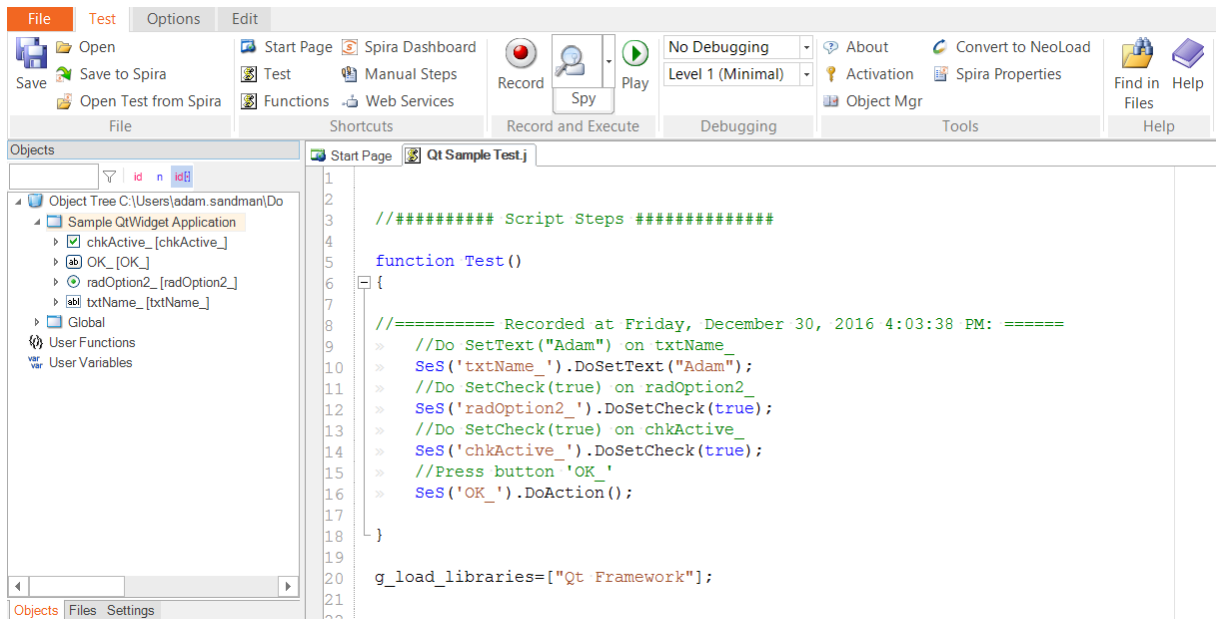 File Test Options Edit
Open Start Page Spira Dashboard No Debugging About Convert to NeoLoad
Save to Spira Test Manual Steps Level 1 (Minimal) Activation Spira Properties
Save Record Play Find in Help
Open Test from Spira Functions Web Services Spy Object Mgr Files
File Shortcuts Record and Execute Debugging Tools Help
Objects
Start Page Qt Sample Test.j
id n id
Object Tree C:\Users\adam.sandman\Do
Sample QtWidget Application
chkActive_ [chkActive_]
ab OK_ [OK_]
radOption2_ [radOption2_]
abI txtName_ [txtName_]
Global
User Functions
var var User Variables
Objects Files Settings
1
2
3 //########## Script Steps ##############
4
5 function Test()
6 {
7
8 //========== Recorded at Friday, December 30, 2016 4:03:38 PM: ======
9 //Do SetText("Adam") on txtName_
10 SeS('txtName_').DoSetText("Adam");
11 //Do SetCheck(true) on radOption2_
12 SeS('radOption2_').DoSetCheck(true);
13 //Do SetCheck(true) on chkActive_
14 SeS('chkActive_').DoSetCheck(true);
15 //Press button 'OK_'
16 SeS('OK_').DoAction();
17
18 }
19
20 g_load_libraries=["Qt Framework"];
21